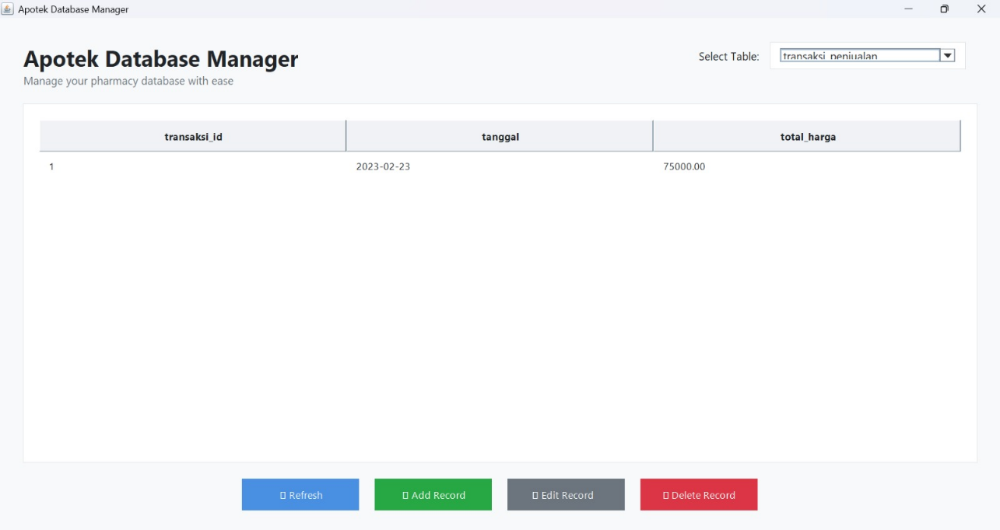 Apotek Database Manager
Apotek Database Manager
Manage your pharmacy database with ease
Select Table:
transaksi_penjualan
transaksi_id tanggal total_harga
1 2023-02-23 75000.00
Refresh Add Record Edit Record Delete Record